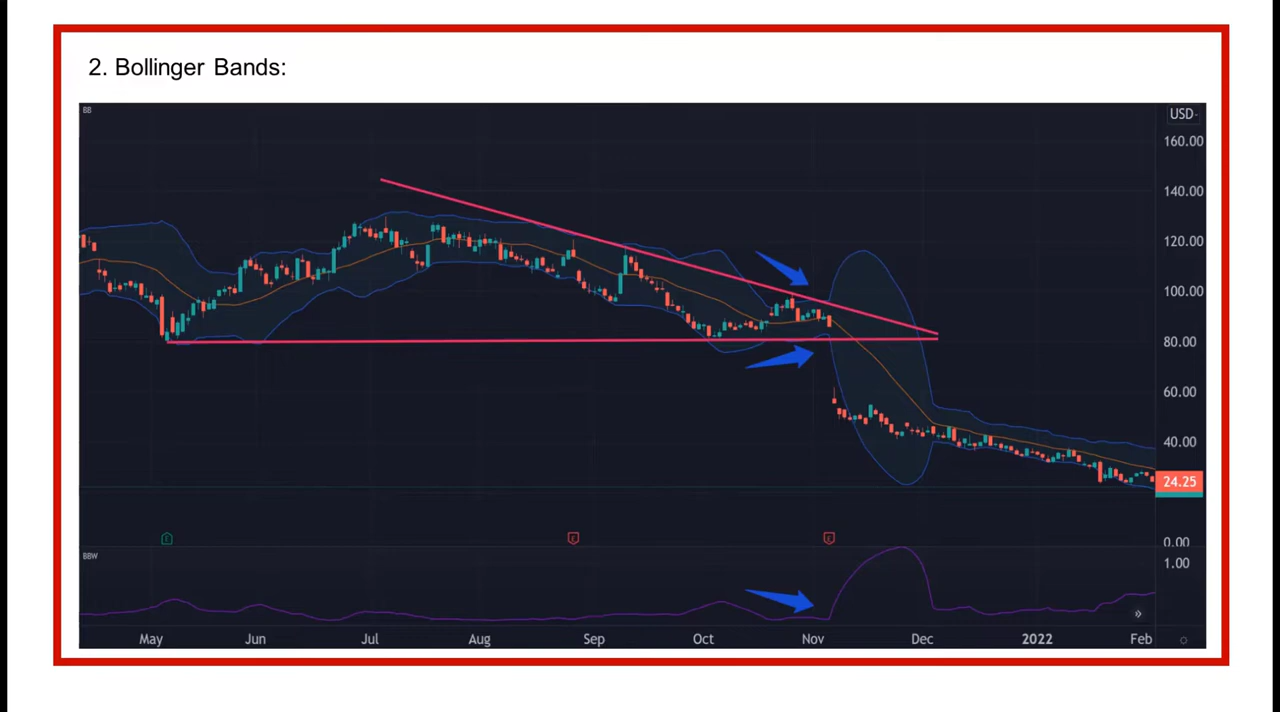 2. Bollinger Bands:
BB
USD
160.00
140.00
120.00
100.00
80.00
60.00
40.00
24.25
0.00
BBW
1.00
May Jun Jul Aug Sep Oct Nov Dec 2022 Feb